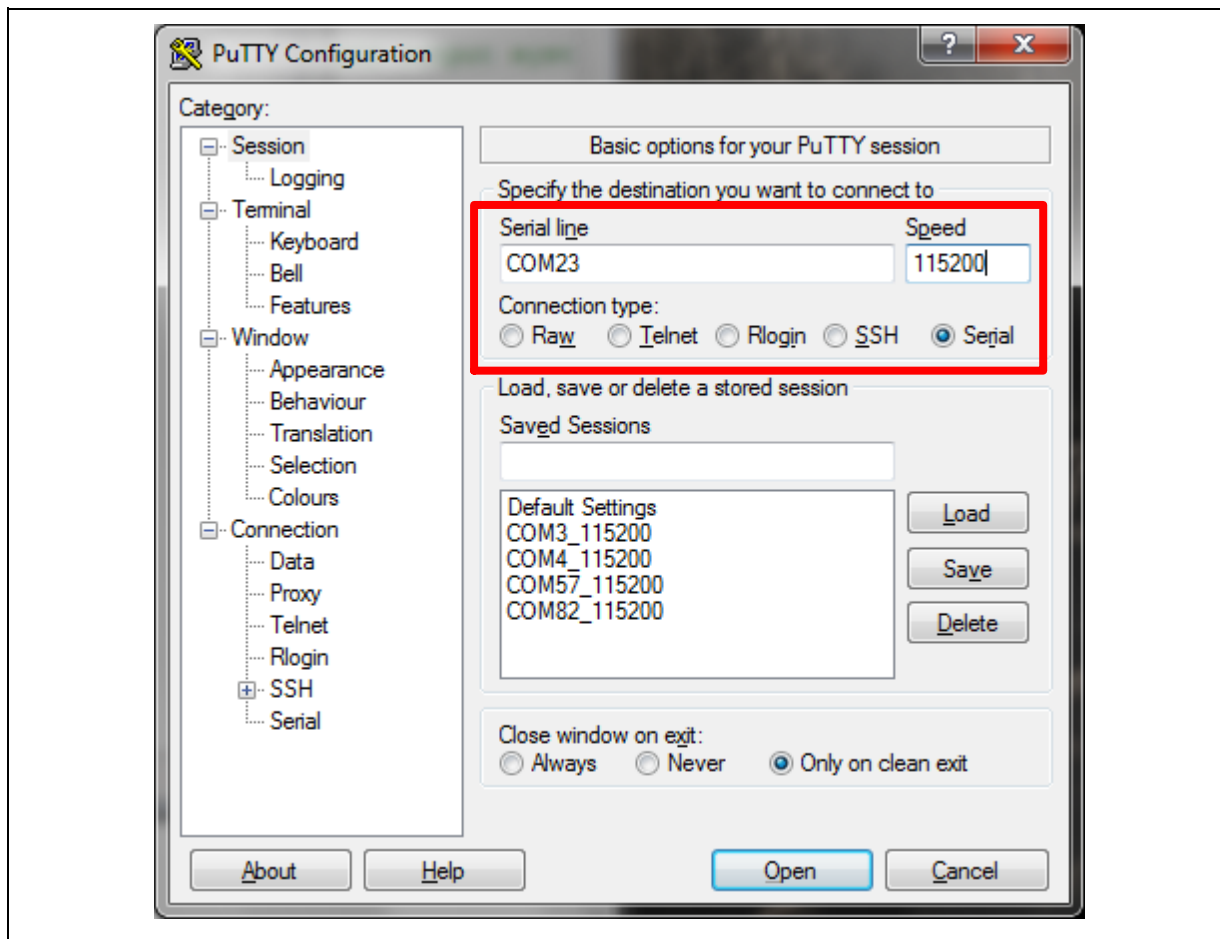 PuTTY Configuration
?
X
Category:
Session
Logging
Terminal
Keyboard
Bell
Features
Window
Appearance
Behaviour
Translation
Selection
Colours
Connection
Data
Proxy
Telnet
Rlogin
SSH
Serial
Basic options for your PuTTY session
Specify the destination you want to connect to
Serial line Speed
COM23 115200
Connection type:
Raw Telnet Rlogin SSH Serial
Load, save or delete a stored session
Saved Sessions
Default Settings
COM3_115200
COM4_115200
COM57_115200
COM82_115200
Load
Save
Delete
Close window on exit:
Always Never Only on clean exit
About Help Open Cancel